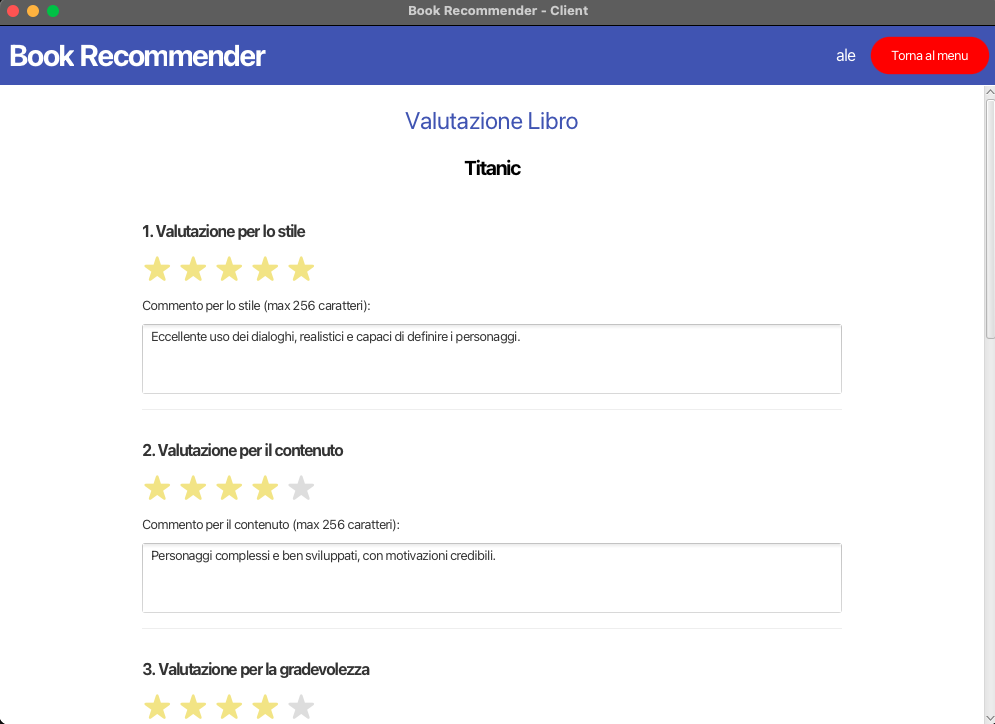 Book Recommender - Client
Book Recommender
ale
Torna al menu
Valutazione Libro
Titanic
1. Valutazione per lo stile
Commento per lo stile (max 256 caratteri):
Eccellente uso dei dialoghi, realistici e capaci di definire i personaggi.
2. Valutazione per il contenuto
Commento per il contenuto (max 256 caratteri):
Personaggi complessi e ben sviluppati, con motivazioni credibili.
3. Valutazione per la gradevolezza